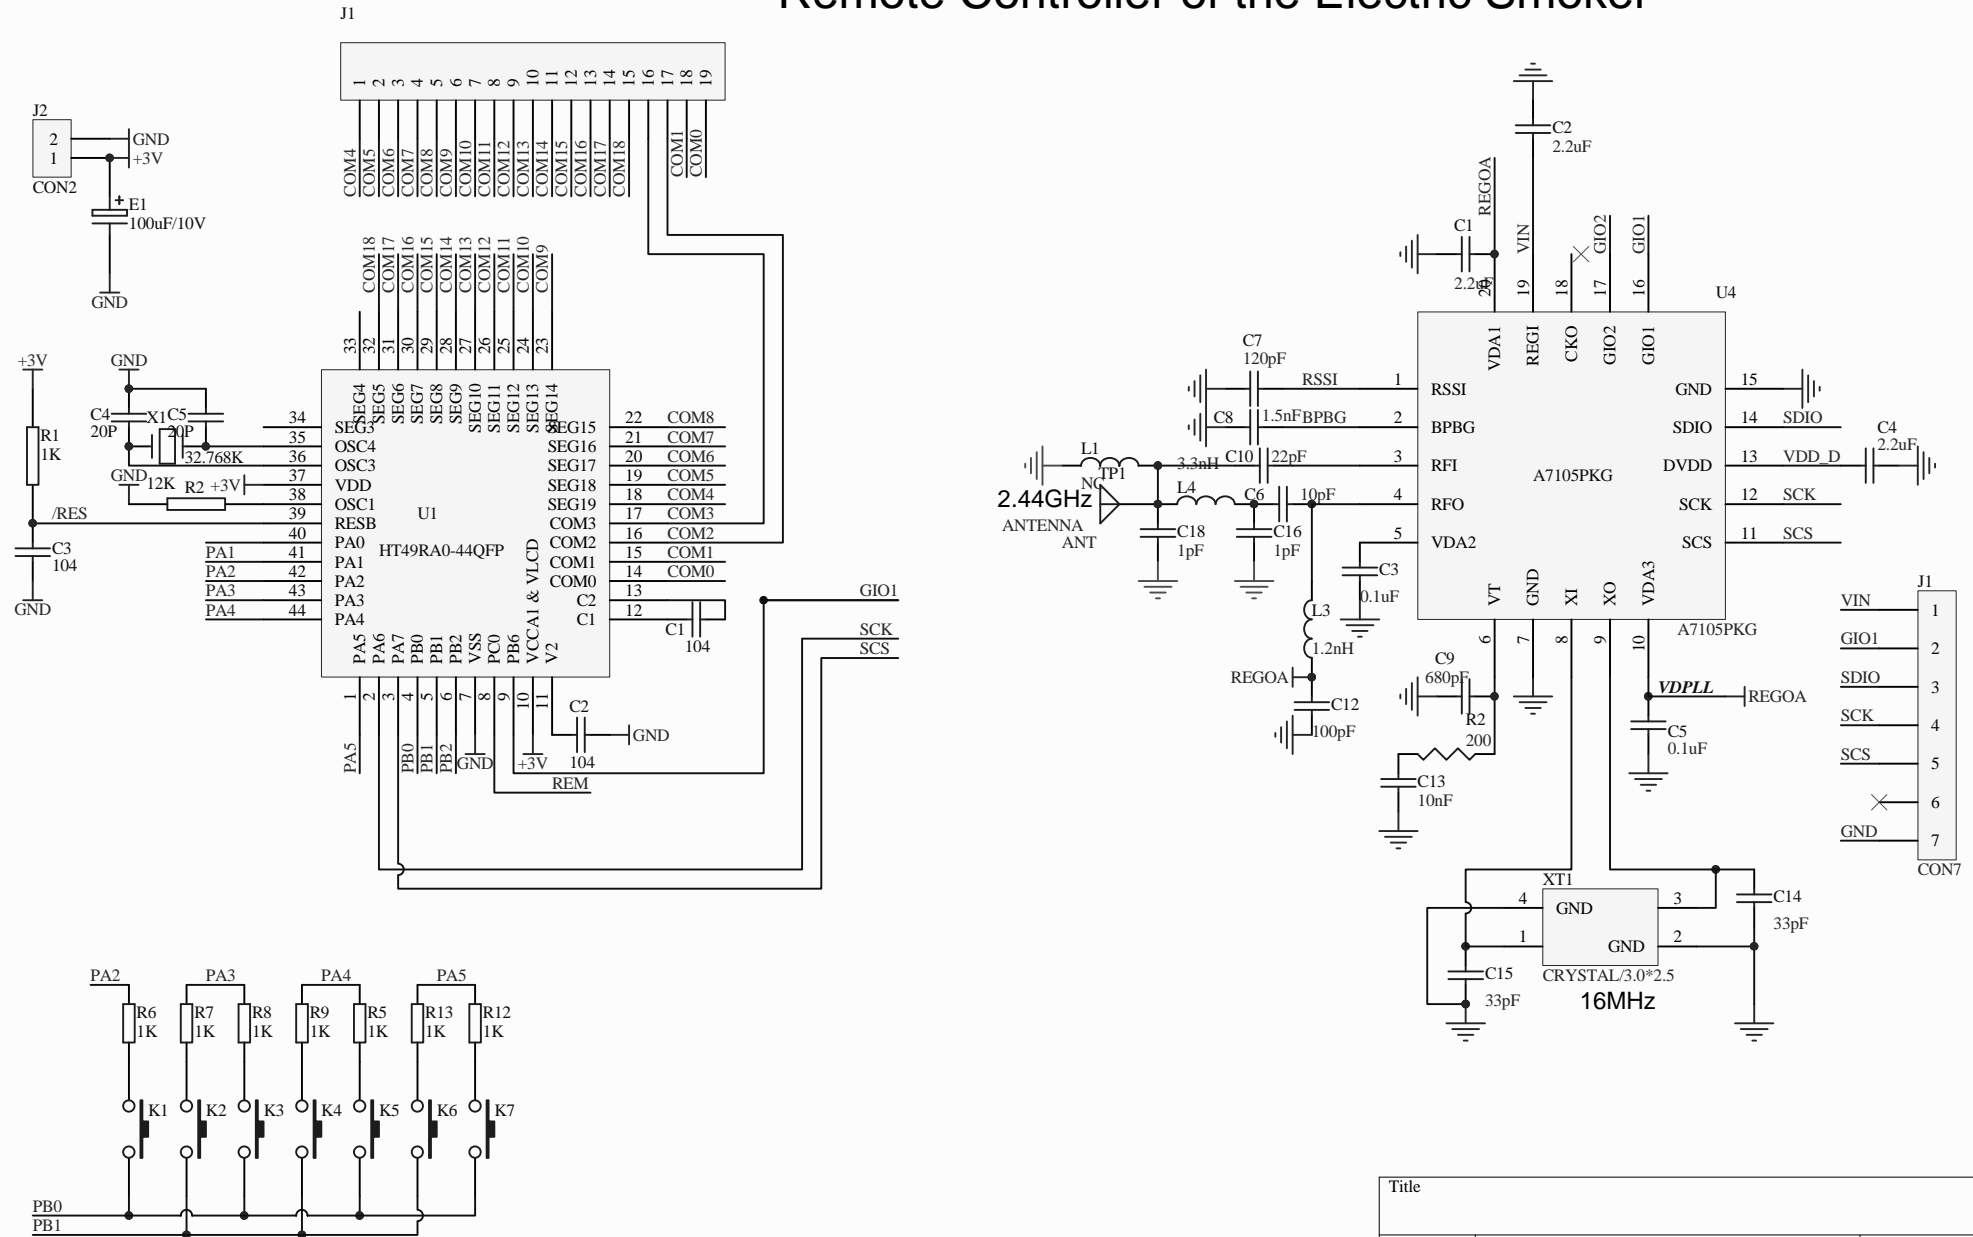 Remote Controller of the Electric Smoker
J1
1 2 3 4 5 6 7 8 9 10 11 12 13 14 15 16 17 18 19
COM4 COM5 COM6 COM7 COM8 COM9 COM10 COM11 COM12 COM13 COM14 COM15 COM16 COM17 COM18 COM1 COM0
J2
2 GND
1 +3V
CON2
+ E1
100uF/10V
GND
COM18 COM17 COM16 COM15 COM14 COM13 COM12 COM11 COM10 COM9
33 32 31 30 29 28 27 26 25 24 23
SEG4 SEG5 SEG6 SEG7 SEG8 SEG9 SEG10 SEG11 SEG12 SEG13 SEG14
+3V
R1
1K
/RES
C3
104
GND
GND
C4
20P
X1
C5
20P
32.768K
GND
12K
R2
+3V
34 SEG3
35 OSC4
36 OSC3
37 VDD
38 OSC1
39 RESB
40 PA0
PA1 41 PA1
PA2 42 PA2
PA3 43 PA3
PA4 44 PA4
U1
HT49RA0-44QFP
SEG15 22 COM8
SEG16 21 COM7
SEG17 20 COM6
SEG18 19 COM5
SEG19 18 COM4
COM3 17 COM3
COM2 16 COM2
COM1 15 COM1
COM0 14 COM0
C2 13
C1 12
C1
104
PA5 PA6 PA7 PB0 PB1 PB2 VSS PC0 PB6 VCCA1 & VLCD V2
1 2 3 4 5 6 7 8 9 10 11
PA5 PB0 PB1 PB2 GND +3V
C2
104
GND
REM
GIO1
SCK
SCS
C2
2.2uF
REGOA
C1
2.2uF
VIN
GIO2
GIO1
20 19 18 17 16
VDA1 REGI CKO GIO2 GIO1
U4
C7
120pF
RSSI 1 RSSI
C8
1.5nF BPBG 2 BPBG
L1
3.3nH
NC
TP1
C10
22pF
3 RFI
2.44GHz
ANTENNA
ANT
L4
C6
10pF
4 RFO
C18
1pF
C16
1pF
5 VDA2
C3
0.1uF
L3
1.2nH
REGOA
C12
100pF
A7105PKG
GND 15
SDIO 14 SDIO
DVDD 13 VDD_D
C4
2.2uF
SCK 12 SCK
SCS 11 SCS
VT GND XI XO VDA3
A7105PKG
6 7 8 9 10
C9
680pF
R2
200
C13
10nF
VDPLL
REGOA
C5
0.1uF
J1
VIN 1
GIO1 2
SDIO 3
SCK 4
SCS 5
6
GND 7
CON7
XT1
4 GND 3
1 GND 2
CRYSTAL/3.0*2.5
16MHz
C15
33pF
C14
33pF
PA2 PA3 PA4 PA5
R6 R7 R8 R9 R5 R13 R12
1K 1K 1K 1K 1K 1K 1K
K1 K2 K3 K4 K5 K6 K7
PB0
PB1
Title